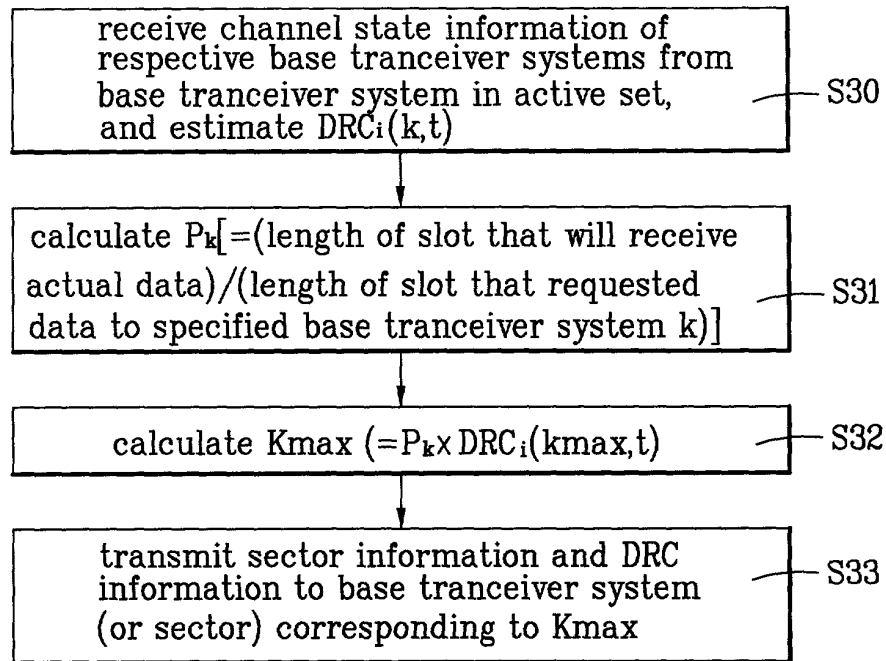 receive channel state information of
respective base tranceiver systems from
base tranceiver system in active set,
and estimate DRCi(k,t)
S30
calculate Pk[=(length of slot that will receive
actual data)/(length of slot that requested
data to specified base tranceiver system k)]
S31
calculate Kmax (=Pk×DRCi(kmax,t)
S32
transmit sector information and DRC
information to base tranceiver system
(or sector) corresponding to Kmax
S33